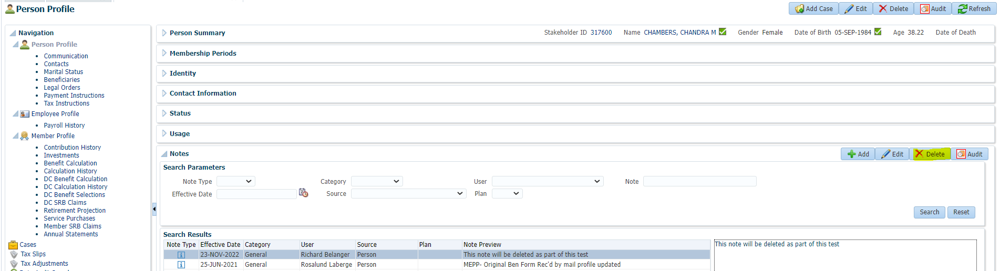 Person Profile
Add Case Edit Delete Audit Refresh
Navigation
Person Profile
Communication
Contacts
Marital Status
Beneficiaries
Legal Orders
Payment Instructions
Tax Instructions
Employee Profile
Payroll History
Member Profile
Contribution History
Investments
Benefit Calculation
Calculation History
DC Benefit Calculation
DC Calculation History
DC Benefit Selections
DC SRB Claims
Retirement Projection
Service Purchases
Member SRB Claims
Annual Statements
Cases
Tax Slips
Tax Adjustments
Person Summary Stakeholder ID 317600 Name CHAMBERS, CHANDRA M Gender Female Date of Birth 05-SEP-1984 Age 38.22 Date of Death
Membership Periods
Identity
Contact Information
Status
Usage
Notes Add Edit Delete Audit
Search Parameters
Note Type Category User Note
Effective Date Source Plan
Search Reset
Search Results
Note Type Effective Date Category User Source Plan Note Preview
23-NOV-2022 General Richard Belanger Person This note will be deleted as part of this test
25-JUN-2021 General Rosalund Laberge Person MEPP- Original Ben Form Rec'd by mail profile updated
This note will be deleted as part of this test